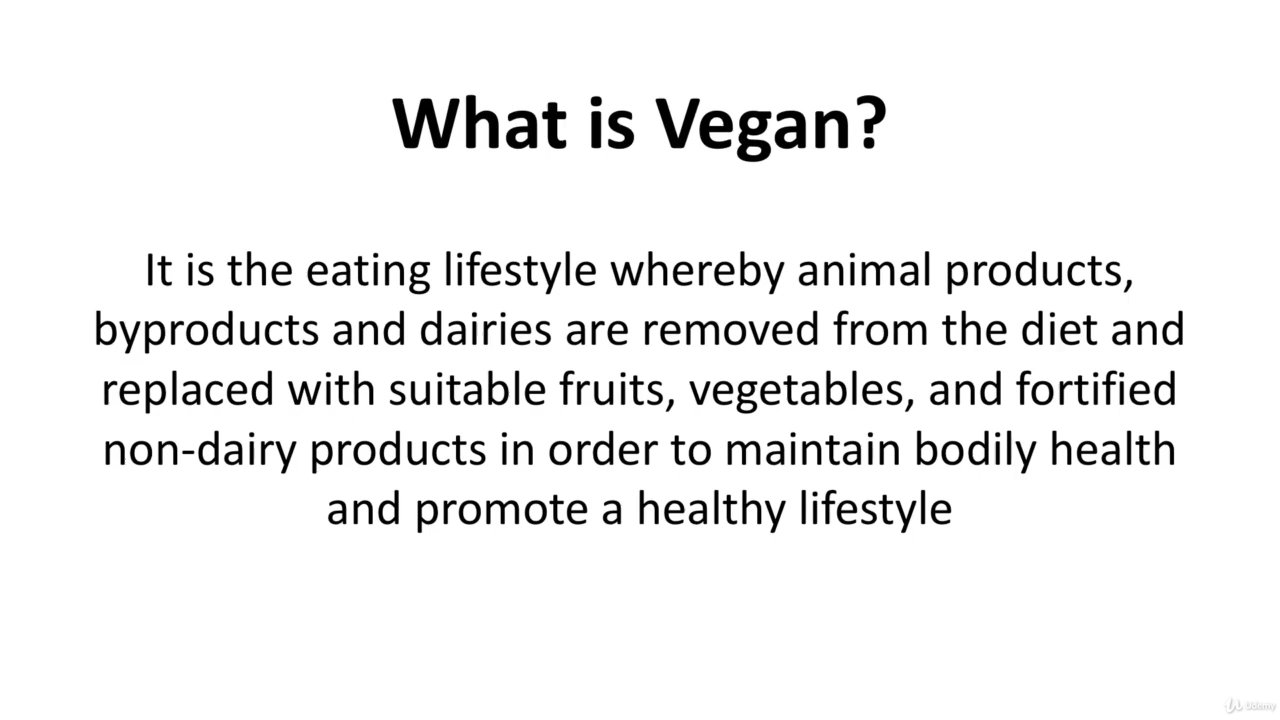 What is Vegan?
It is the eating lifestyle whereby animal products,
byproducts and dairies are removed from the diet and
replaced with suitable fruits, vegetables, and fortified
non-dairy products in order to maintain bodily health
and promote a healthy lifestyle
Udemy